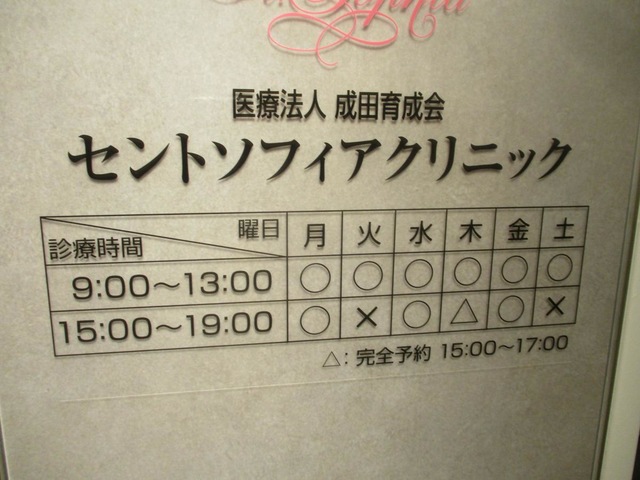 St. Sophia
医療法人 成田育成会
セントソフィアクリニック
診療時間 曜日 月 火 水 木 金 土
9:00～13:00 ○ ○ ○ ○ ○ ○
15:00～19:00 ○ × ○ △ ○ ×
△：完全予約 15:00～17:00